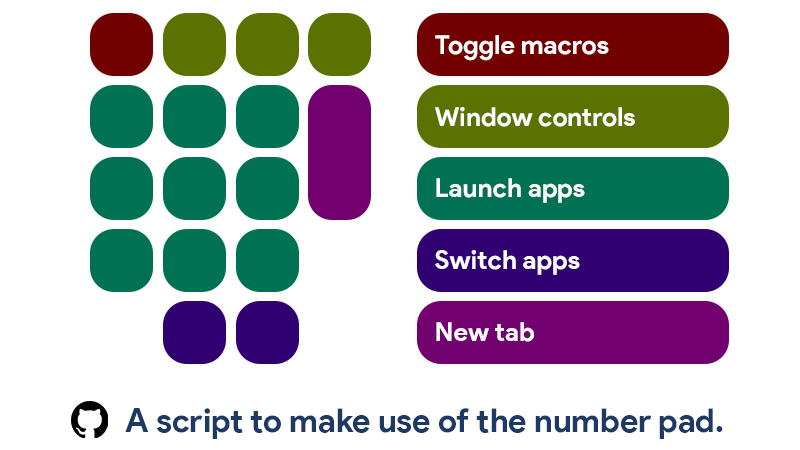 Toggle macros
Window controls
Launch apps
Switch apps
New tab
A script to make use of the number pad.